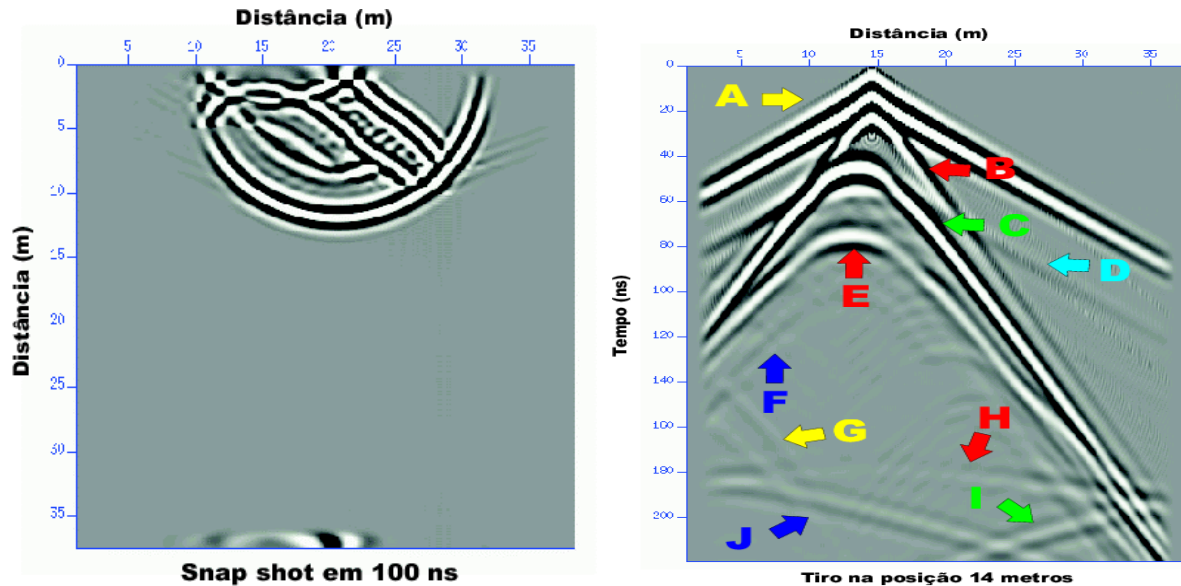 Distância (m)
5 10 15 20 25 30 35
0
5
10
15
20
25
30
35
Distância (m)
Snap shot em 100 ns
Distância (m)
5 10 15 20 25 30 35
0
20
40
60
80
100
120
140
160
180
200
Tempo (ns)
A
B
C
D
E
F
G
H
I
J
Tiro na posição 14 metros